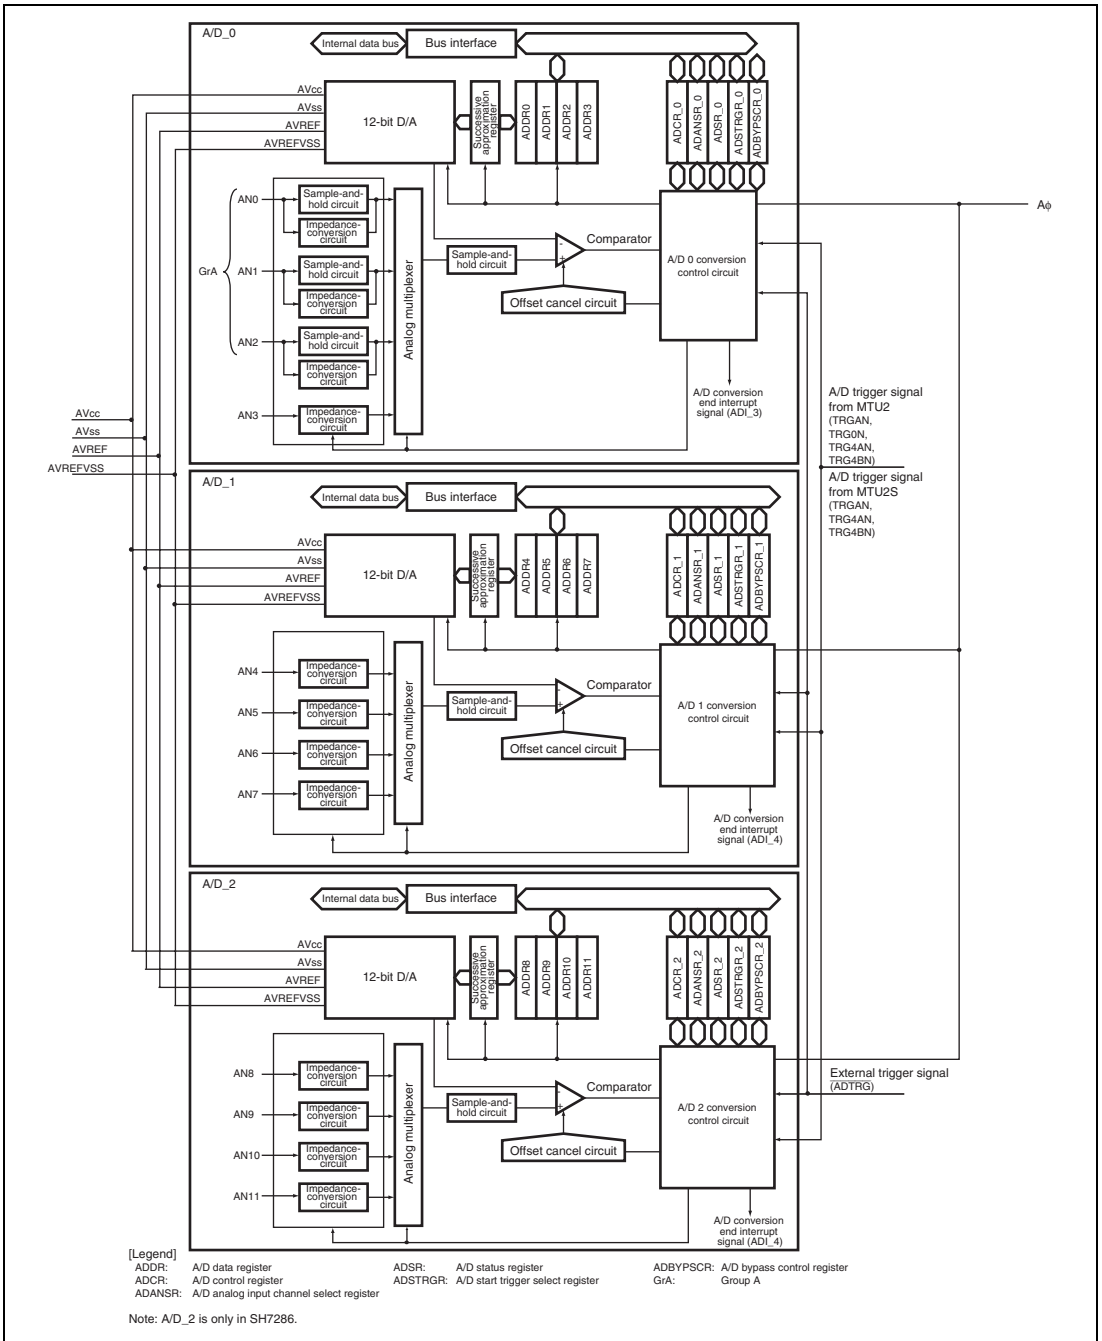 A/D_0
Internal data bus
Bus interface
AVcc
AVss
AVREF
AVREFVSS
12-bit D/A
Successive
approximation
register
ADDR0
ADDR1
ADDR2
ADDR3
ADCR_0
ADANSR_0
ADSR_0
ADSTRGR_0
ADBYPSCR_0
Aϕ
GrA
AN0
Sample-and-
hold circuit
Impedance-
conversion
circuit
AN1
Sample-and-
hold circuit
Impedance-
conversion
circuit
AN2
Sample-and-
hold circuit
Impedance-
conversion
circuit
AN3
Impedance-
conversion
circuit
Analog multiplexer
Sample-and-
hold circuit
-
+
Comparator
Offset cancel circuit
A/D 0 conversion
control circuit
A/D conversion
end interrupt
signal (ADI_3)
AVcc
AVss
AVREF
AVREFVSS
A/D trigger signal
from MTU2
(TRGAN,
TRG0N,
TRG4AN,
TRG4BN)
A/D trigger signal
from MTU2S
(TRGAN,
TRG4AN,
TRG4BN)
A/D_1
Internal data bus
Bus interface
AVcc
AVss
AVREF
AVREFVSS
12-bit D/A
Successive
approximation
register
ADDR4
ADDR5
ADDR6
ADDR7
ADCR_1
ADANSR_1
ADSR_1
ADSTRGR_1
ADBYPSCR_1
AN4
Impedance-
conversion
circuit
AN5
Impedance-
conversion
circuit
AN6
Impedance-
conversion
circuit
AN7
Impedance-
conversion
circuit
Analog multiplexer
Sample-and-
hold circuit
-
+
Comparator
Offset cancel circuit
A/D 1 conversion
control circuit
A/D conversion
end interrupt
signal (ADI_4)
A/D_2
Internal data bus
Bus interface
AVcc
AVss
AVREF
AVREFVSS
12-bit D/A
Successive
approximation
register
ADDR8
ADDR9
ADDR10
ADDR11
ADCR_2
ADANSR_2
ADSR_2
ADSTRGR_2
ADBYPSCR_2
AN8
Impedance-
conversion
circuit
AN9
Impedance-
conversion
circuit
AN10
Impedance-
conversion
circuit
AN11
Impedance-
conversion
circuit
Analog multiplexer
Sample-and-
hold circuit
-
+
Comparator
Offset cancel circuit
A/D 2 conversion
control circuit
External trigger signal
(ADTRG)
A/D conversion
end interrupt
signal (ADI_4)
[Legend]
ADDR: A/D data register
ADSR: A/D status register
ADBYPSCR: A/D bypass control register
ADCR: A/D control register
ADSTRGR: A/D start trigger select register
GrA: Group A
ADANSR: A/D analog input channel select register
Note: A/D_2 is only in SH7286.